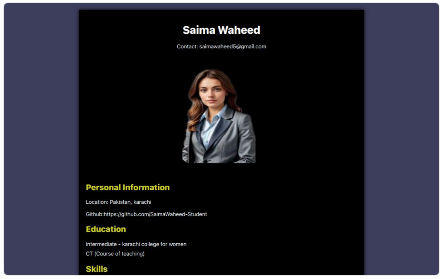 Saima Waheed
Contact: saimawaheed5@gmail.com
Personal Information
Location: Pakistan, karachi
Github:https://github.com/SaimaWaheed-Student
Education
intermediate - karachi college for women
CT (Course of teaching)
Skills